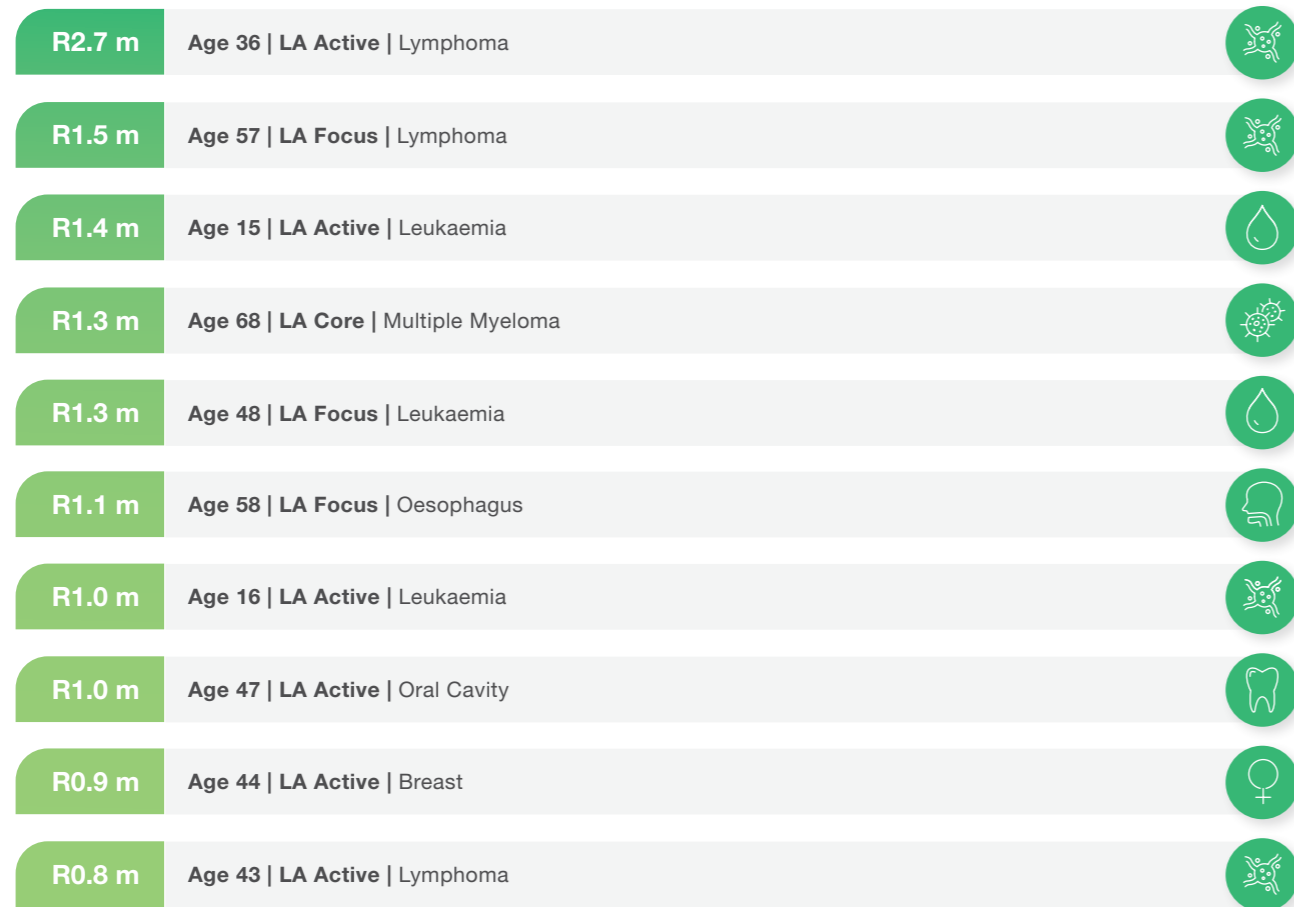 R2.7 m Age 36 | LA Active | Lymphoma
R1.5 m Age 57 | LA Focus | Lymphoma
R1.4 m Age 15 | LA Active | Leukaemia
R1.3 m Age 68 | LA Core | Multiple Myeloma
R1.3 m Age 48 | LA Focus | Leukaemia
R1.1 m Age 58 | LA Focus | Oesophagus
R1.0 m Age 16 | LA Active | Leukaemia
R1.0 m Age 47 | LA Active | Oral Cavity
R0.9 m Age 44 | LA Active | Breast
R0.8 m Age 43 | LA Active | Lymphoma